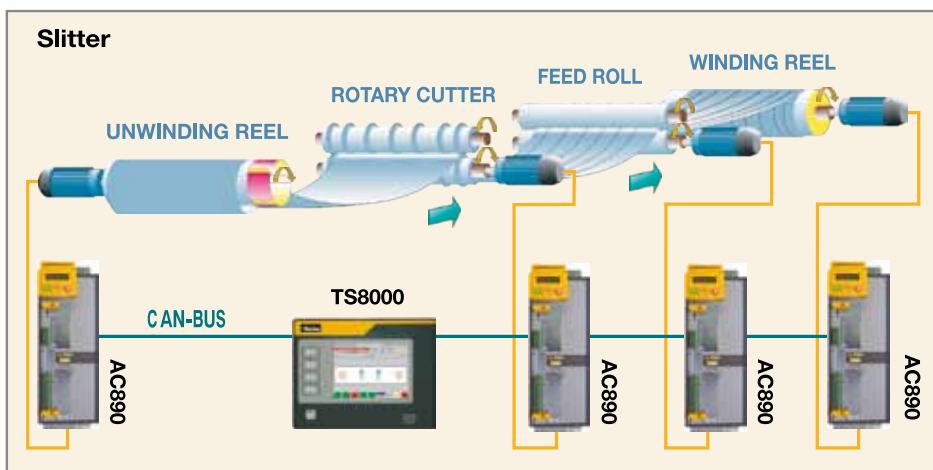 Slitter
UNWINDING REEL
ROTARY CUTTER
FEED ROLL
WINDING REEL
CAN-BUS
TS8000
AC890
AC890
AC890
AC890